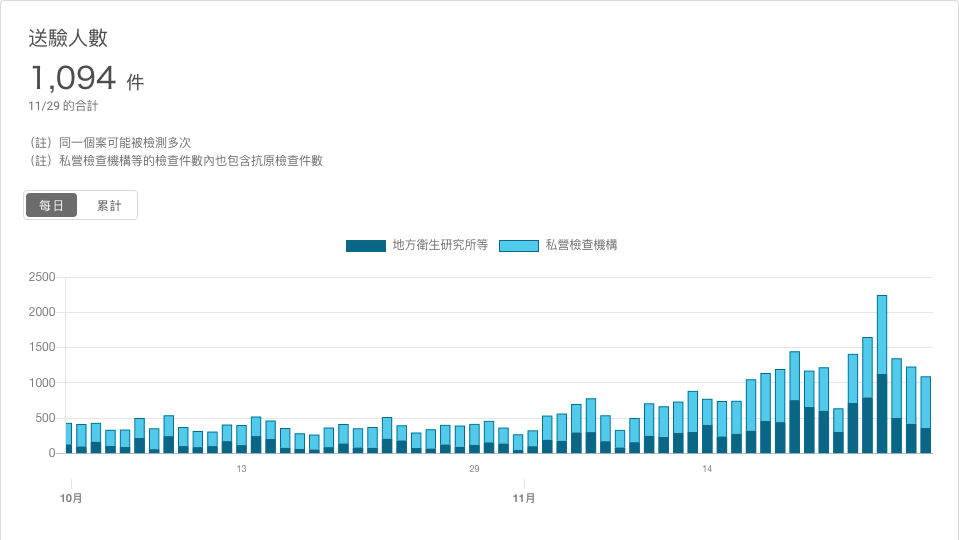 送驗人數
1,094 件
11/29 的合計
（註）同一個案可能被檢測多次
（註）私營檢查機構等的檢查件數內也包含抗原檢查件數
每日 累計
地方衛生研究所等 私營檢查機構
2500
2000
1500
1000
500
0
13 29 14
10月 11月